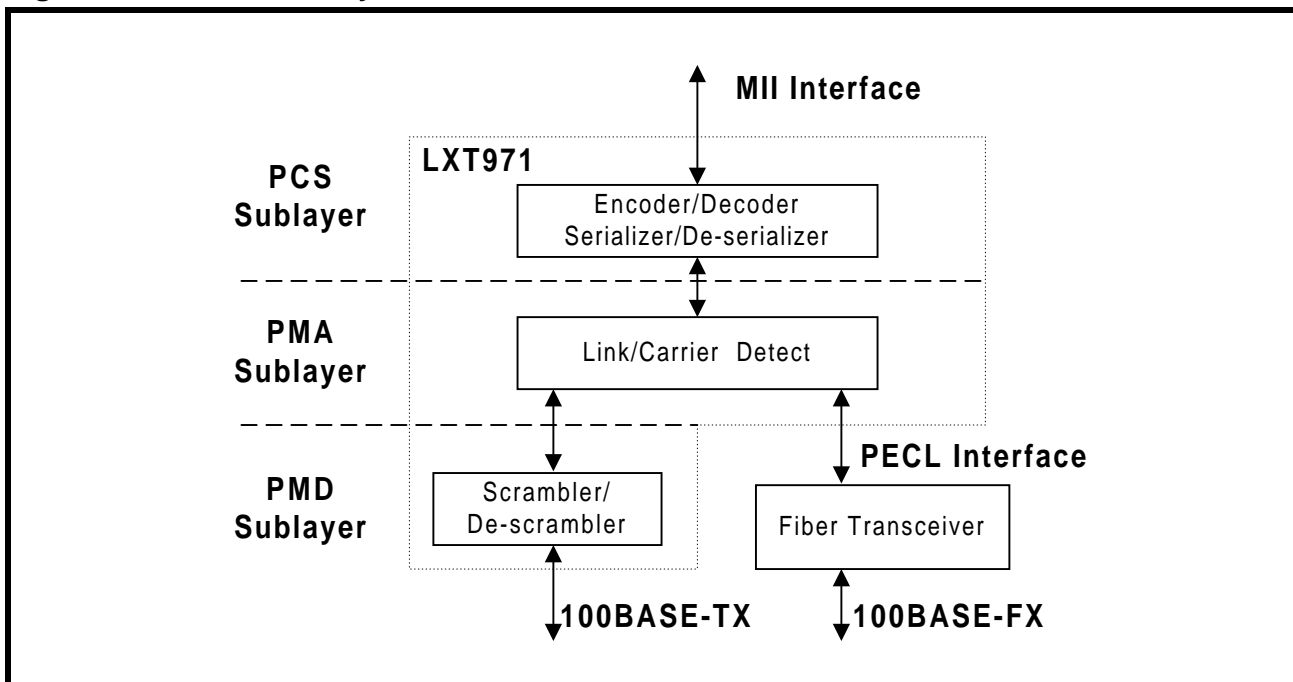 MII Interface
LXT971
PCS
Sublayer
Encoder/Decoder
Serializer/De-serializer
PMA
Sublayer
Link/Carrier Detect
PECL Interface
PMD
Sublayer
Scrambler/
De-scrambler
Fiber Transceiver
100BASE-TX
100BASE-FX